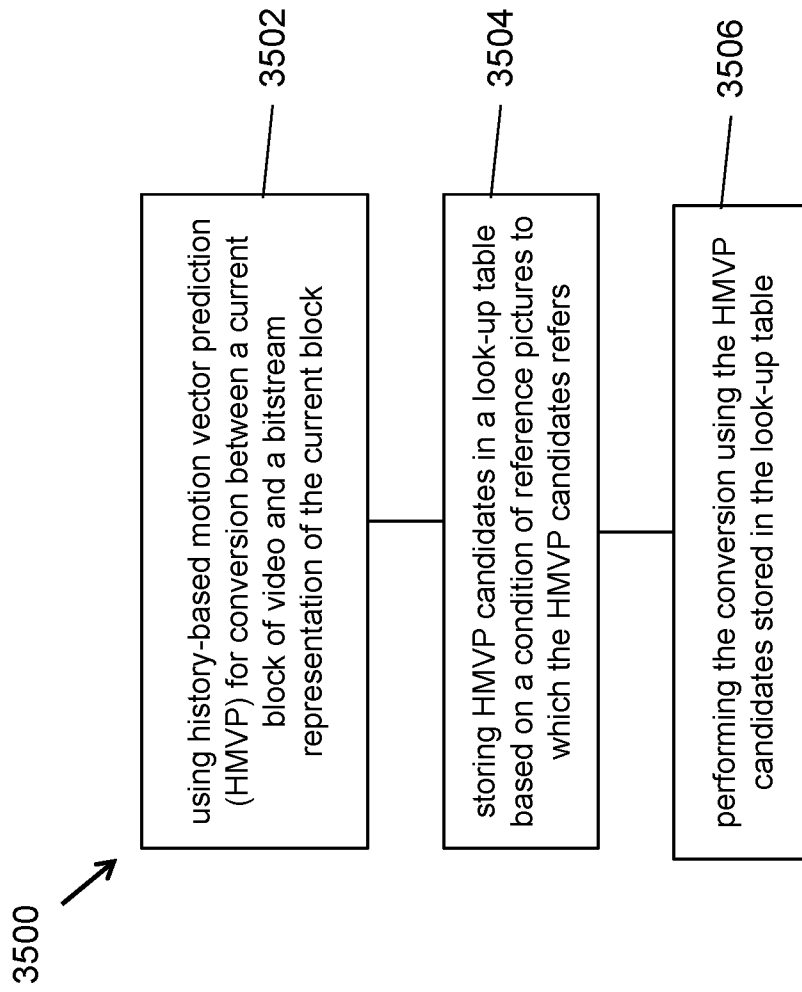 3500
using history-based motion vector prediction
(HMVP) for conversion between a current
block of video and a bitstream
representation of the current block
3502
storing HMVP candidates in a look-up table
based on a condition of reference pictures to
which the HMVP candidates refers
3504
performing the conversion using the HMVP
candidates stored in the look-up table
3506